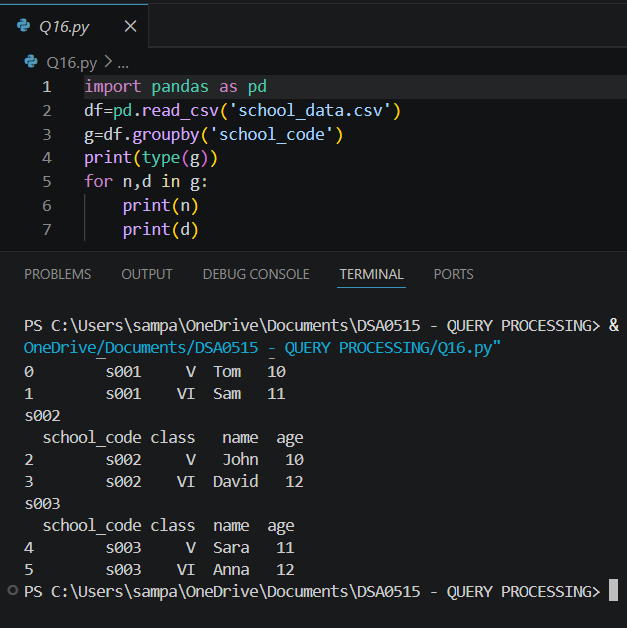 Q16.py
Q16.py > ...
1 import pandas as pd
2 df=pd.read_csv('school_data.csv')
3 g=df.groupby('school_code')
4 print(type(g))
5 for n,d in g:
6     print(n)
7     print(d)
PROBLEMS OUTPUT DEBUG CONSOLE TERMINAL PORTS
PS C:\Users\sampa\OneDrive\Documents\DSA0515 - QUERY PROCESSING> &
OneDrive/Documents/DSA0515 - QUERY PROCESSING/Q16.py"
0        s001     V  Tom   10
1        s001    VI  Sam   11
s002
  school_code class   name  age
2        s002     V   John   10
3        s002    VI  David   12
s003
  school_code class  name  age
4        s003     V  Sara   11
5        s003    VI  Anna   12
PS C:\Users\sampa\OneDrive\Documents\DSA0515 - QUERY PROCESSING>